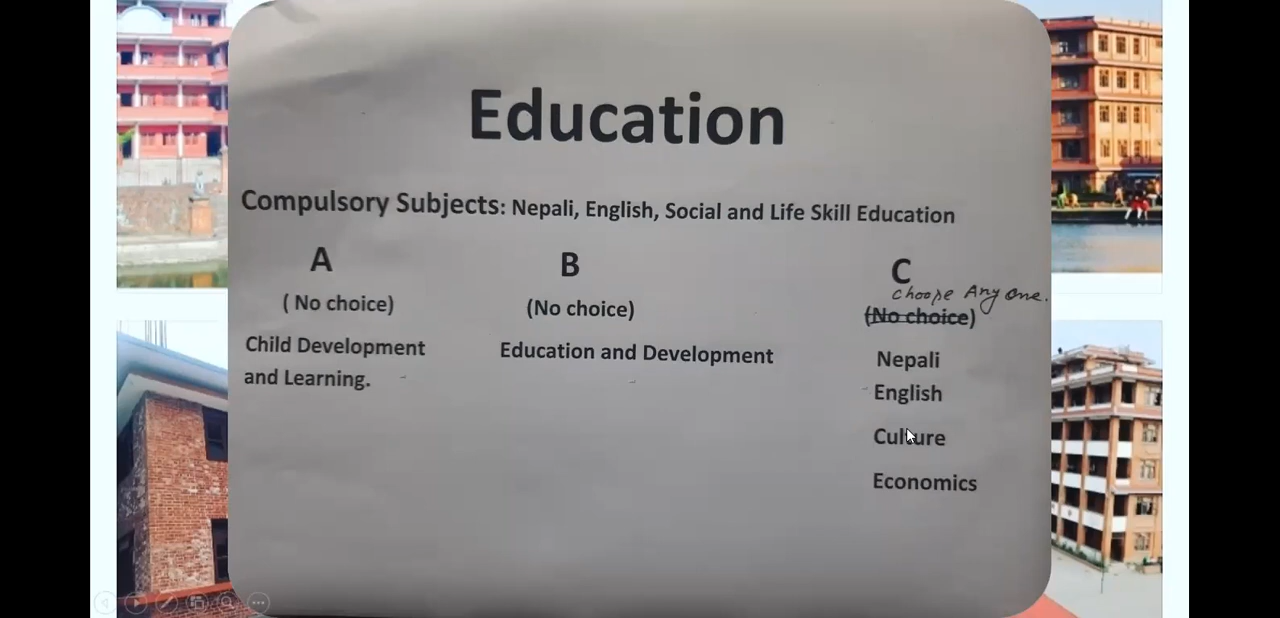 Education
Compulsory Subjects: Nepali, English, Social and Life Skill Education
A
B
C
choose Any one.
( No choice)
(No choice)
(No choice)
Child Development
and Learning.
Education and Development
Nepali
English
Culture
Economics